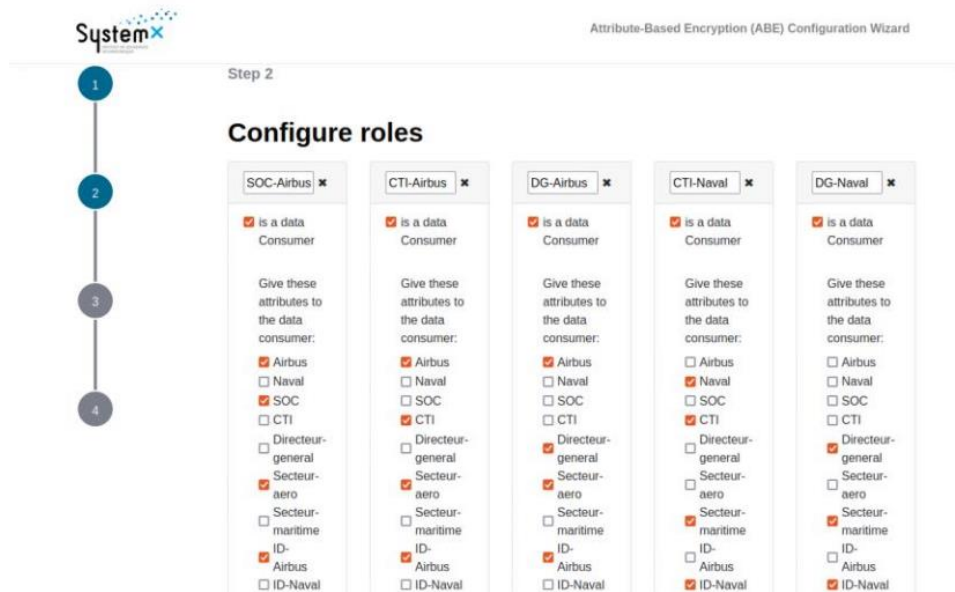 SystemX
Attribute-Based Encryption (ABE) Configuration Wizard
1
2
3
4
Step 2
Configure roles
SOC-Airbus ✖
is a data
Consumer
Give these
attributes to
the data
consumer:
Airbus
Naval
SOC
CTI
Directeur-
general
Secteur-
aero
Secteur-
maritime
ID-
Airbus
ID-Naval
CTI-Airbus ✖
is a data
Consumer
Give these
attributes to
the data
consumer:
Airbus
Naval
SOC
CTI
Directeur-
general
Secteur-
aero
Secteur-
maritime
ID-
Airbus
ID-Naval
DG-Airbus ✖
is a data
Consumer
Give these
attributes to
the data
consumer:
Airbus
Naval
SOC
CTI
Directeur-
general
Secteur-
aero
Secteur-
maritime
ID-
Airbus
ID-Naval
CTI-Naval ✖
is a data
Consumer
Give these
attributes to
the data
consumer:
Airbus
Naval
SOC
CTI
Directeur-
general
Secteur-
aero
Secteur-
maritime
ID-
Airbus
ID-Naval
DG-Naval ✖
is a data
Consumer
Give these
attributes to
the data
consumer:
Airbus
Naval
SOC
CTI
Directeur-
general
Secteur-
aero
Secteur-
maritime
ID-
Airbus
ID-Naval